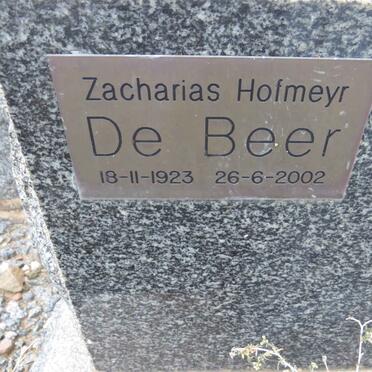 Zacharias Hofmeyr
De Beer
18-11-1923 26-6-2002